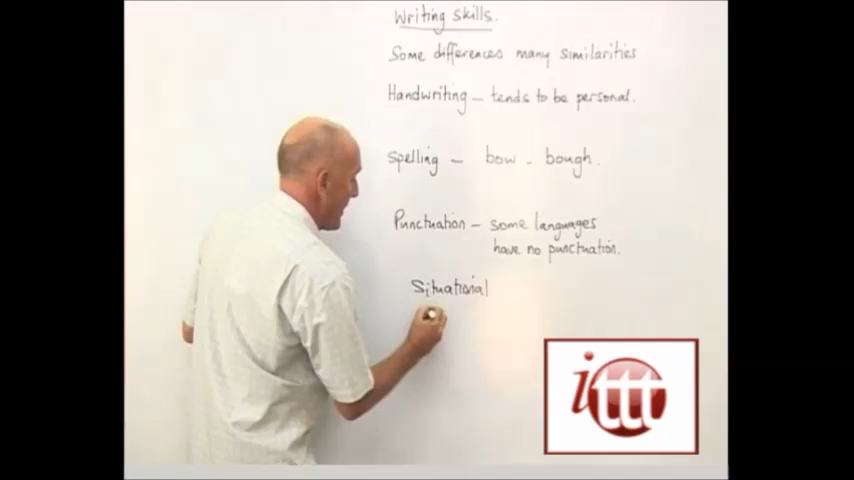 Writing Skills.
Some differences many similarities
Handwriting – tends to be personal.
Spelling – bow - bough.
Punctuation – some languages
have no punctuation.
Situational
ittt